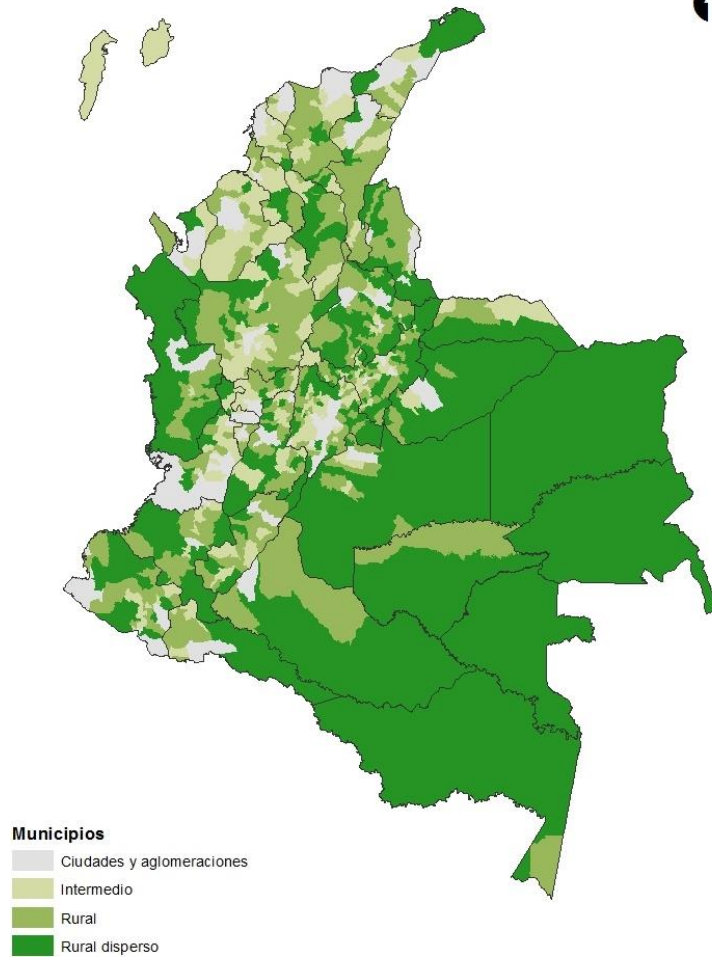 Municipios
Ciudades y aglomeraciones
Intermedio
Rural
Rural disperso